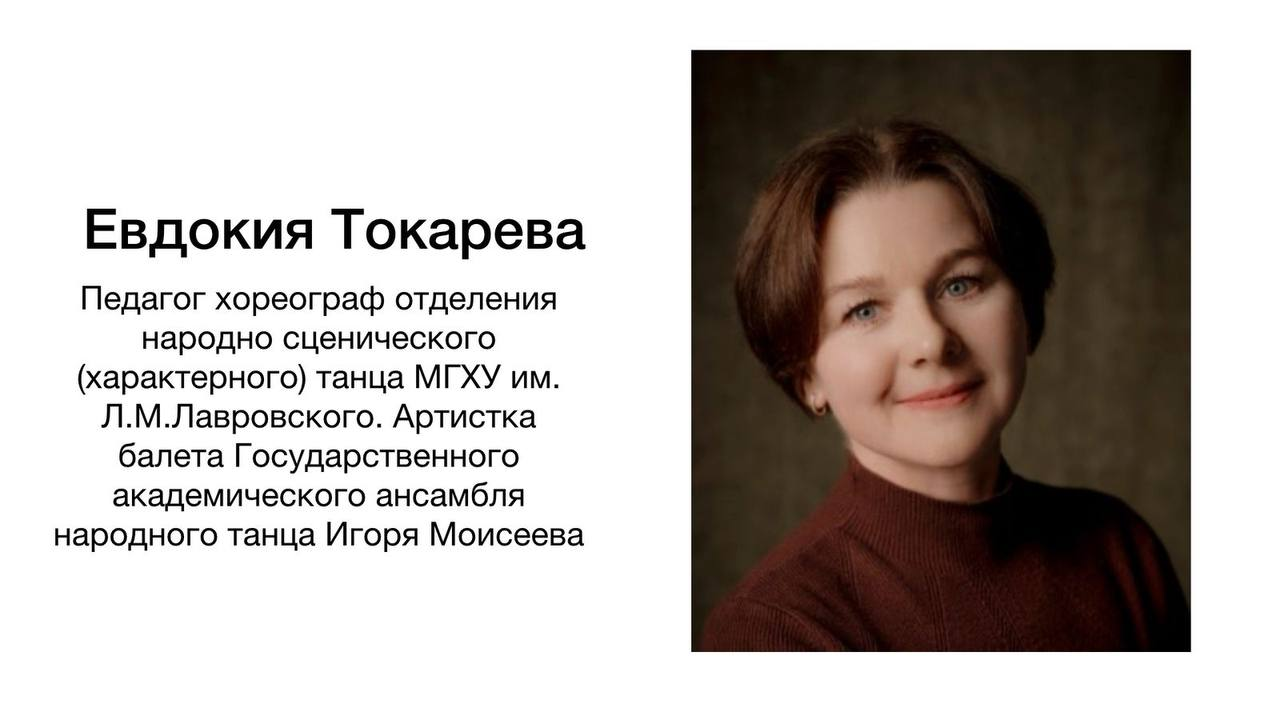 Евдокия Токарева
Педагог хореограф отделения
народно сценического
(характерного) танца МГХУ им.
Л.М.Лавровского. Артистка
балета Государственного
академического ансамбля
народного танца Игоря Моисеева